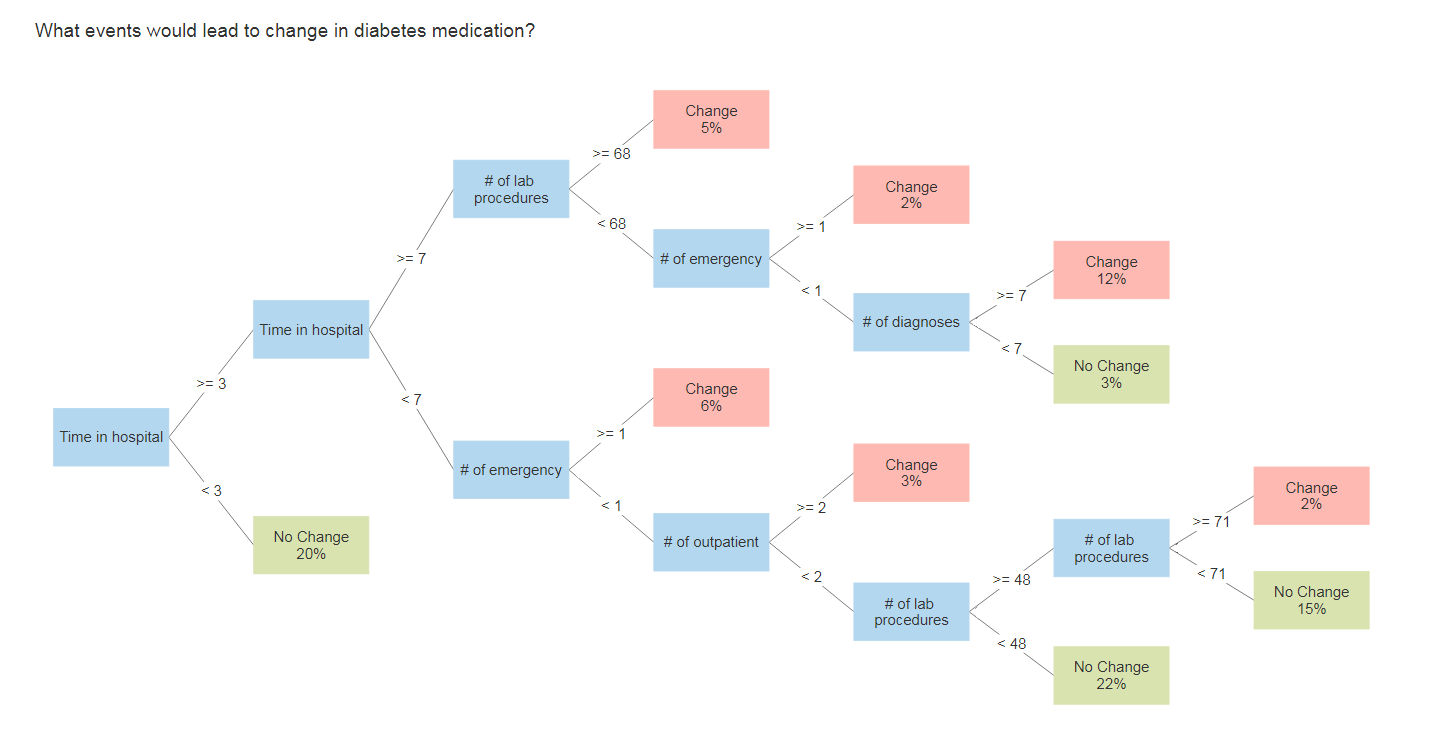 What events would lead to change in diabetes medication?
Change
5%
>= 68
# of lab
procedures
Change
2%
< 68
>= 1
# of emergency
Change
12%
>= 7
< 1
>= 7
# of diagnoses
Time in hospital
< 7
No Change
3%
>= 3
Change
6%
< 7
>= 1
Time in hospital
# of emergency
Change
3%
< 3
< 1
>= 2
Change
2%
>= 71
No Change
20%
# of outpatient
# of lab
procedures
< 2
>= 48
< 71
# of lab
procedures
No Change
15%
< 48
No Change
22%